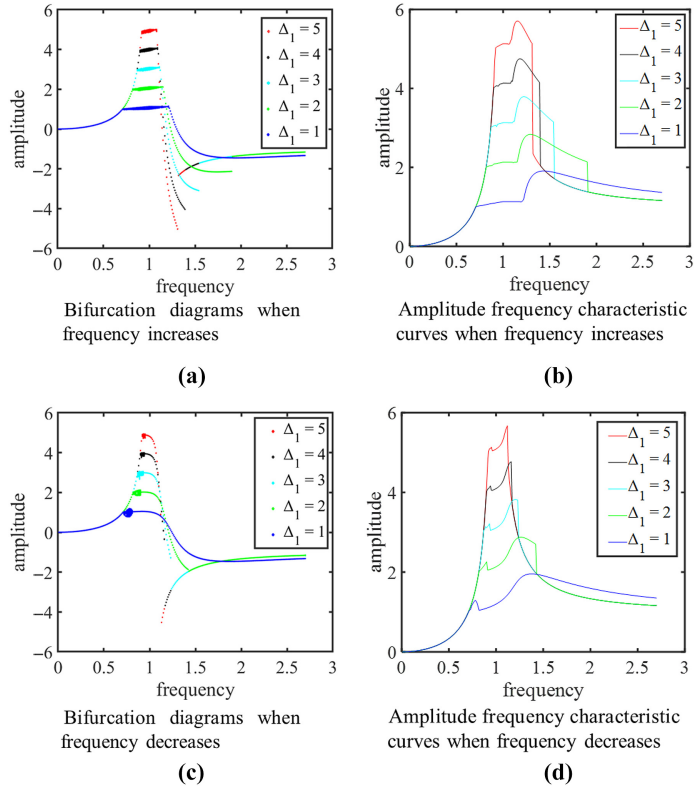 6
4
2
0
−2
−4
−6
amplitude
0
0.5
1
1.5
2
2.5
3
frequency
Δ1 = 5
Δ1 = 4
Δ1 = 3
Δ1 = 2
Δ1 = 1
Bifurcation diagrams when
frequency increases
(a)
6
4
2
0
amplitude
0
0.5
1
1.5
2
2.5
3
frequency
Δ1 = 5
Δ1 = 4
Δ1 = 3
Δ1 = 2
Δ1 = 1
Amplitude frequency characteristic
curves when frequency increases
(b)
6
4
2
0
−2
−4
−6
amplitude
0
0.5
1
1.5
2
2.5
3
frequency
Δ1 = 5
Δ1 = 4
Δ1 = 3
Δ1 = 2
Δ1 = 1
Bifurcation diagrams when
frequency decreases
(c)
6
4
2
0
amplitude
0
0.5
1
1.5
2
2.5
3
frequency
Δ1 = 5
Δ1 = 4
Δ1 = 3
Δ1 = 2
Δ1 = 1
Amplitude frequency characteristic
curves when frequency decreases
(d)